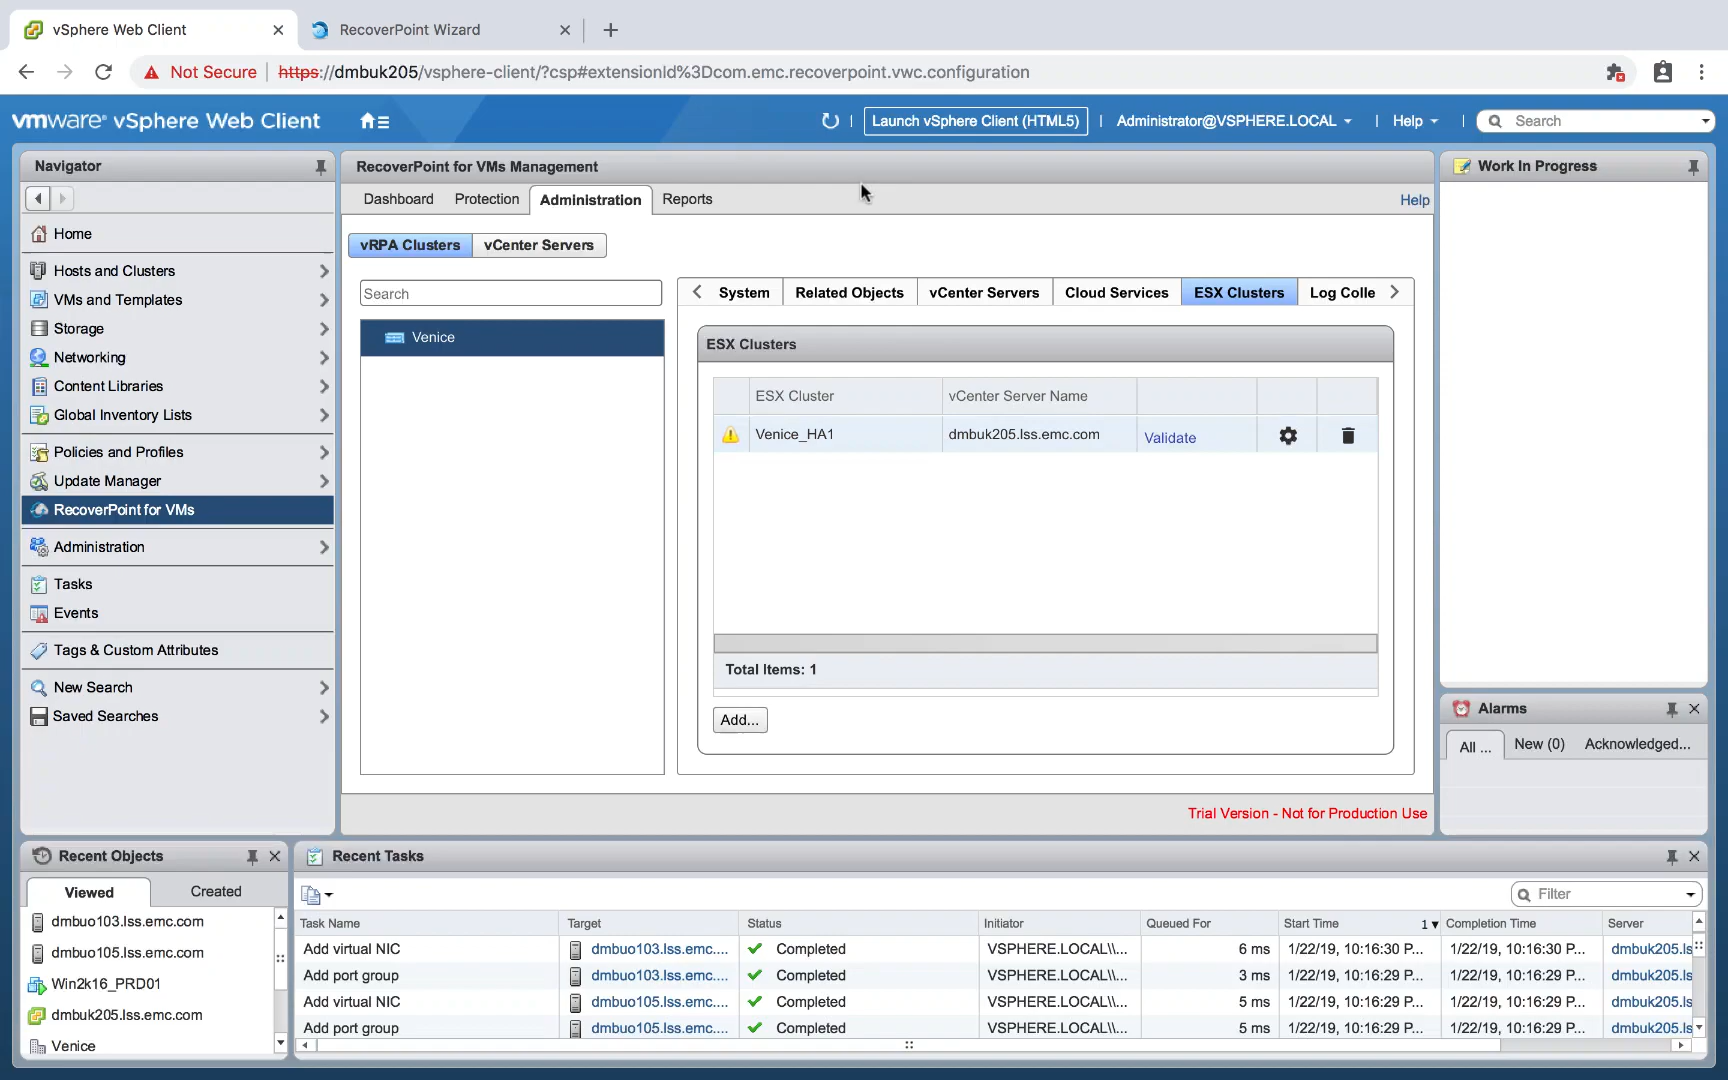 vSphere Web Client
RecoverPoint Wizard
Not Secure | https://dmbuk205/vsphere-client/?csp#extensionId%3Dcom.emc.recoverpoint.vwc.configuration
vmware® vSphere Web Client
Launch vSphere Client (HTML5)
Administrator@VSPHERE.LOCAL
Help
Search
Navigator
Home
Hosts and Clusters
VMs and Templates
Storage
Networking
Content Libraries
Global Inventory Lists
Policies and Profiles
Update Manager
RecoverPoint for VMs
Administration
Tasks
Events
Tags & Custom Attributes
New Search
Saved Searches
RecoverPoint for VMs Management
Dashboard Protection Administration Reports
Help
vRPA Clusters vCenter Servers
Search
Venice
System Related Objects vCenter Servers Cloud Services ESX Clusters Log Colle
ESX Clusters
ESX Cluster vCenter Server Name
Venice_HA1 dmbuk205.lss.emc.com Validate
Total Items: 1
Add...
Trial Version - Not for Production Use
Work In Progress
Alarms
All ... New (0) Acknowledged...
Recent Objects
Viewed Created
dmbuo103.lss.emc.com
dmbuo105.lss.emc.com
Win2k16_PRD01
dmbuk205.lss.emc.com
Venice
Recent Tasks
Filter
Task Name Target Status Initiator Queued For Start Time 1 Completion Time Server
Add virtual NIC dmbuo103.lss.emc.... Completed VSPHERE.LOCAL\\... 6 ms 1/22/19, 10:16:30 P... 1/22/19, 10:16:30 P... dmbuk205.ls
Add port group dmbuo103.lss.emc.... Completed VSPHERE.LOCAL\\... 3 ms 1/22/19, 10:16:29 P... 1/22/19, 10:16:29 P... dmbuk205.ls
Add virtual NIC dmbuo105.lss.emc.... Completed VSPHERE.LOCAL\\... 5 ms 1/22/19, 10:16:29 P... 1/22/19, 10:16:29 P... dmbuk205.ls
Add port group dmbuo105.lss.emc.... Completed VSPHERE.LOCAL\\... 5 ms 1/22/19, 10:16:29 P... 1/22/19, 10:16:29 P... dmbuk205.ls